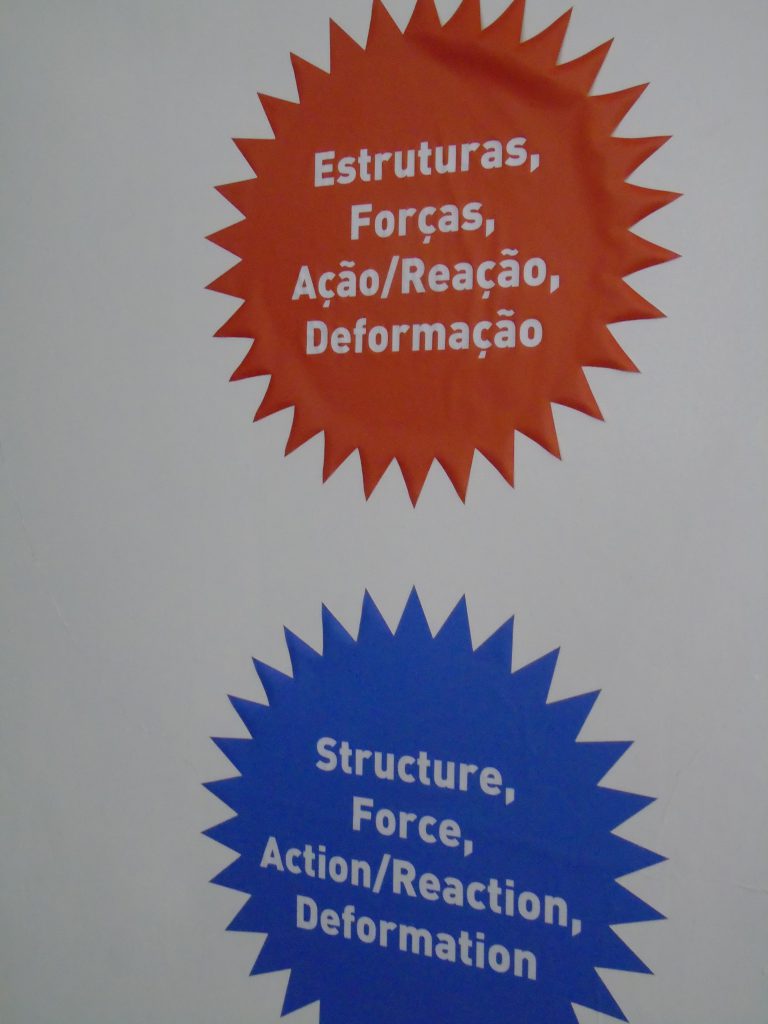 Estruturas,
Forças,
Ação/Reação,
Deformação
Structure,
Force,
Action/Reaction,
Deformation